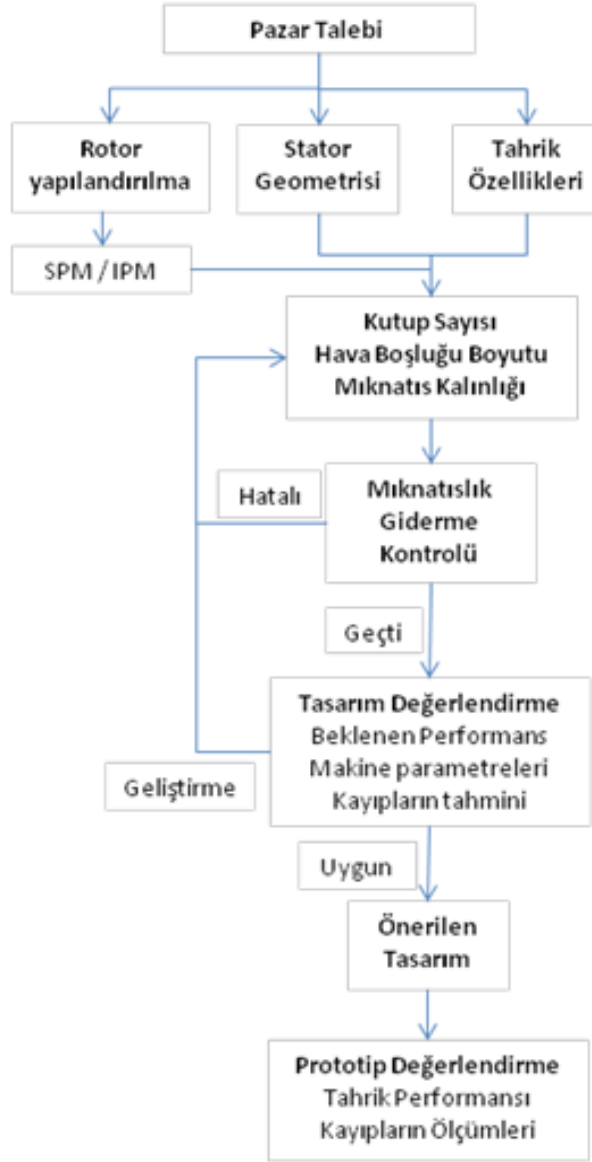 Pazar Talebi
Rotor
yapılandırılma
Stator
Geometrisi
Tahrik
Özellikleri
SPM / IPM
Kutup Sayısı
Hava Boşluğu Boyutu
Mıknatıs Kalınlığı
Hatalı
Mıknatıslık
Giderme
Kontrolü
Geçti
Tasarım Değerlendirme
Beklenen Performans
Makine parametreleri
Kayıpların tahmini
Geliştirme
Uygun
Önerilen
Tasarım
Prototip Değerlendirme
Tahrik Performansı
Kayıpların Ölçümleri